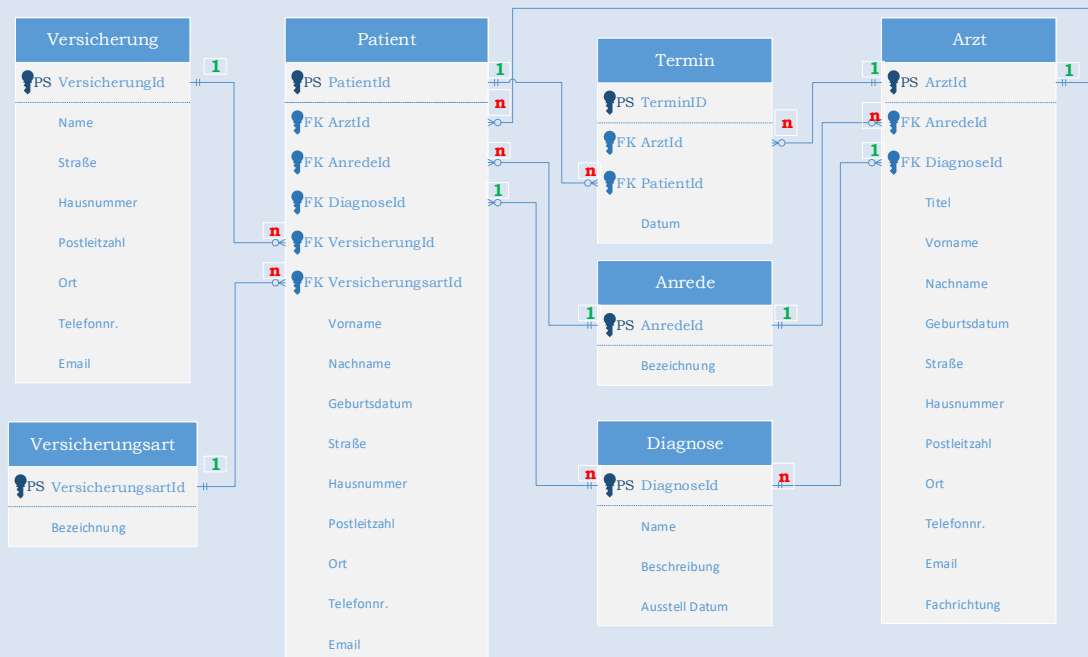 Versicherung
PS VersicherungId
1
Name
Straße
Hausnummer
Postleitzahl
Ort
Telefonnr.
Email
Versicherungsart
PS VersicherungsartId
1
Bezeichnung
Patient
PS PatientId
1
FK ArztId
n
FK AnredeId
n
FK DiagnoseId
1
n
FK VersicherungId
n
FK VersicherungsartId
Vorname
Nachname
Geburtsdatum
Straße
Hausnummer
Postleitzahl
Ort
Telefonnr.
Email
Termin
PS TerminID
FK ArztId
n
n
FK PatientId
Datum
Anrede
1
PS AnredeId
1
Bezeichnung
Diagnose
n
PS DiagnoseId
n
Name
Beschreibung
Ausstell Datum
Arzt
1
PS ArztId
1
n
FK AnredeId
1
FK DiagnoseId
Titel
Vorname
Nachname
Geburtsdatum
Straße
Hausnummer
Postleitzahl
Ort
Telefonnr.
Email
Fachrichtung